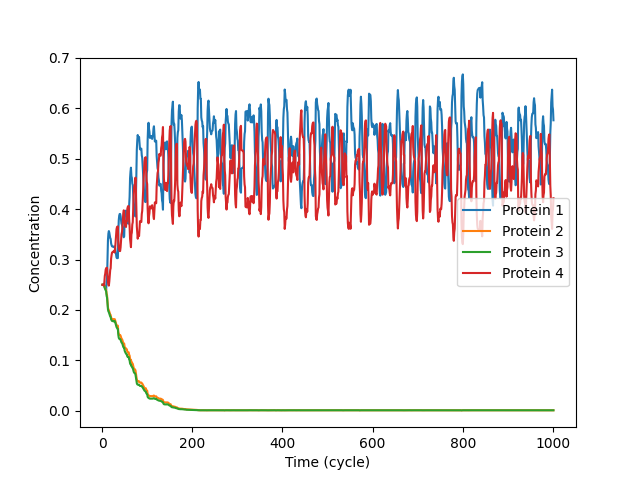 0.7
0.6
0.5
0.4
0.3
0.2
0.1
0.0
Concentration
Protein 1
Protein 2
Protein 3
Protein 4
0 200 400 600 800 1000
Time (cycle)